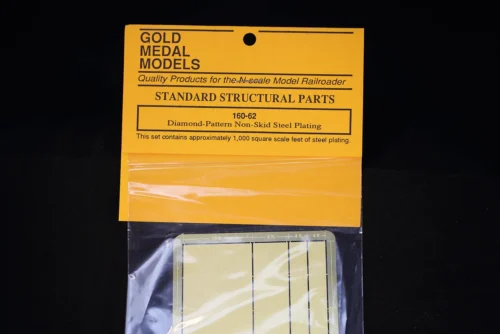 GOLD
MEDAL
MODELS
Quality Products for the N-scale Model Railroader
STANDARD STRUCTURAL PARTS
160-62
Diamond-Pattern Non-Skid Steel Plating
This set contains approximately 1,000 square scale feet of steel plating.